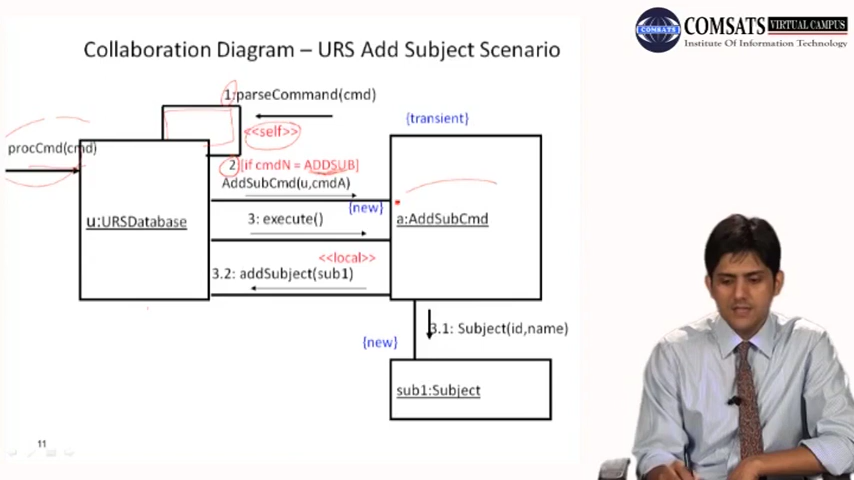 COMSATS VIRTUAL CAMPUS
Institute Of Information Technology
COMSATS
Collaboration Diagram – URS Add Subject Scenario
1:parseCommand(cmd)
{transient}
<<self>>
procCmd(cmd)
2 [if cmdN = ADDSUB]
AddSubCmd(u,cmdA)
{new}
u:URSDatabase
3: execute()
a:AddSubCmd
<<local>>
3.2: addSubject(sub1)
3.1: Subject(id,name)
{new}
sub1:Subject
11